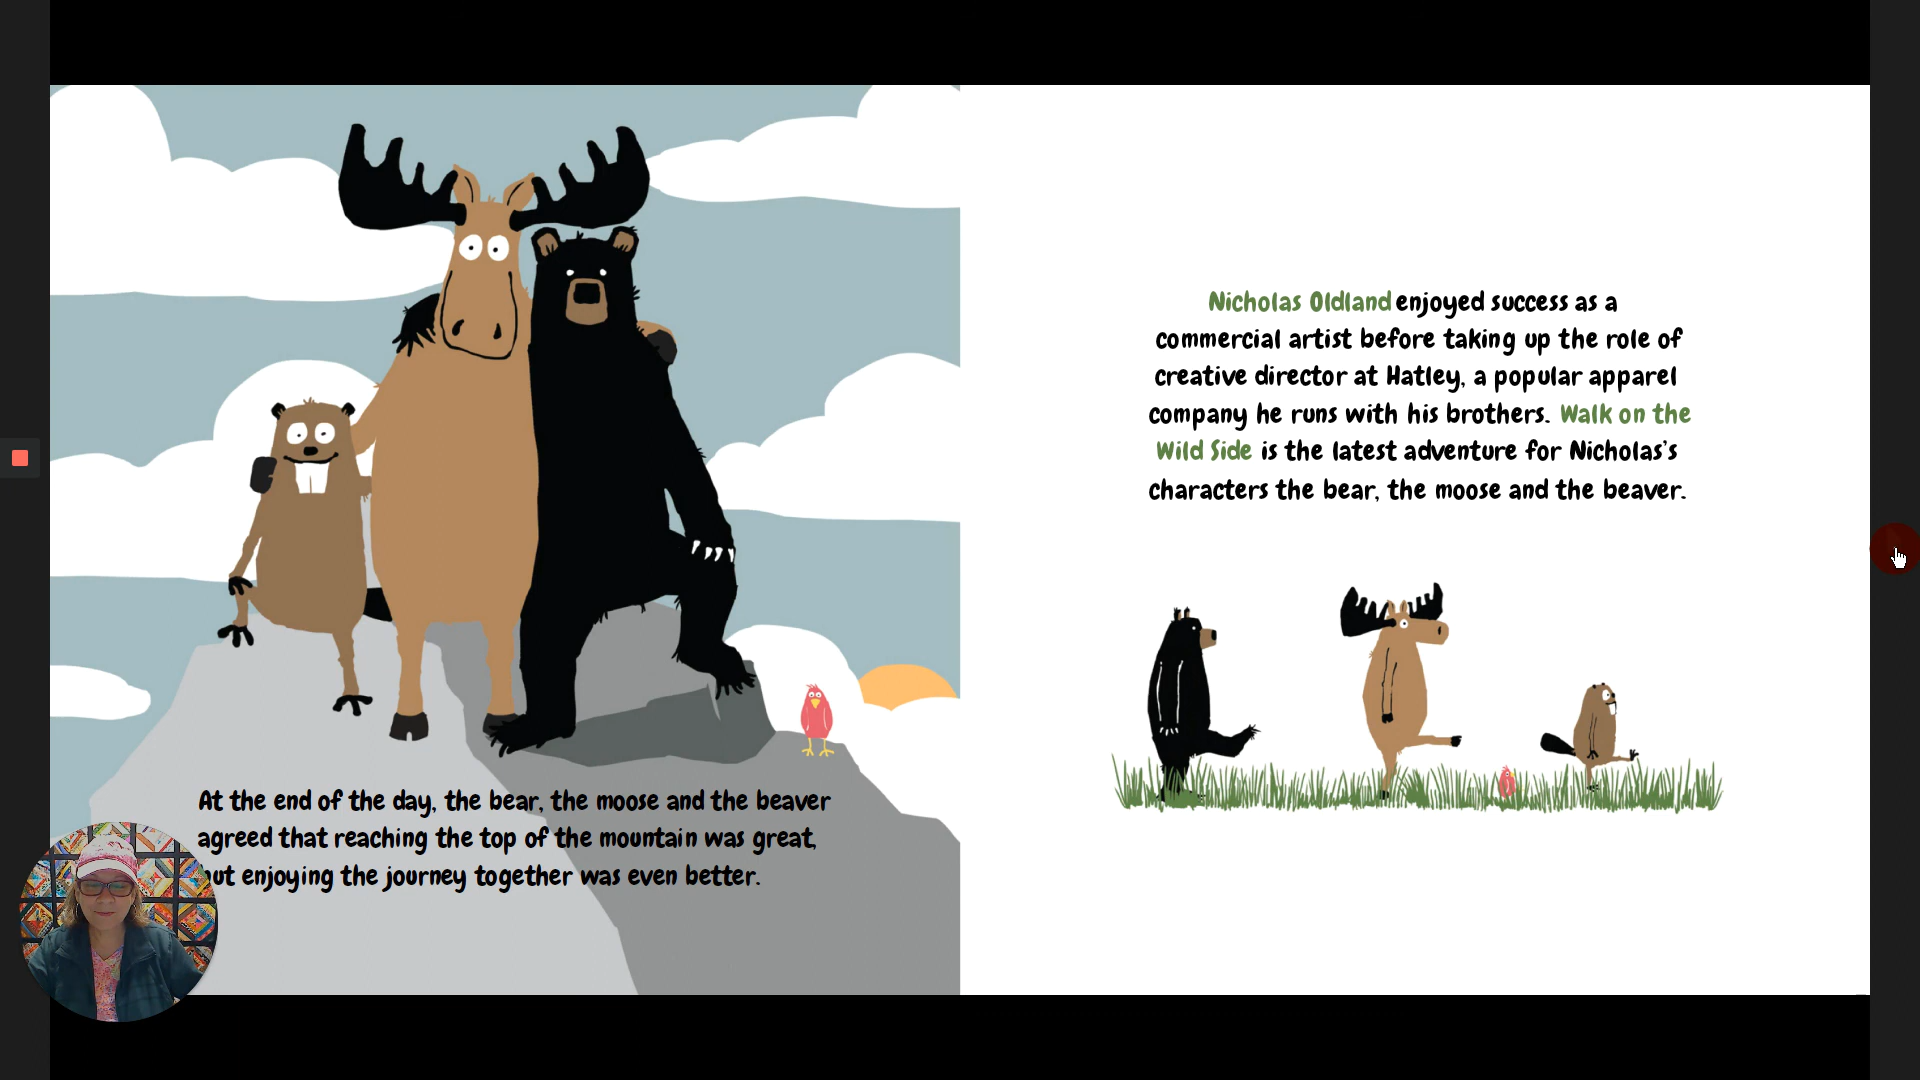 At the end of the day, the bear, the moose and the beaver
agreed that reaching the top of the mountain was great,
but enjoying the journey together was even better.
Nicholas Oldland enjoyed success as a
commercial artist before taking up the role of
creative director at Hatley, a popular apparel
company he runs with his brothers. Walk on the
Wild Side is the latest adventure for Nicholas's
characters the bear, the moose and the beaver.